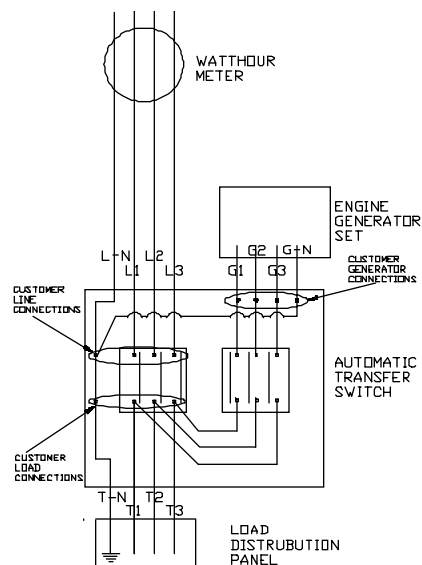 WATTHOUR
METER
ENGINE
GENERATOR
SET
L-N L2
L1 L3
G2 G+N
G1 G3
CUSTOMER
GENERATOR
CONNECTIONS
CUSTOMER
LINE
CONNECTIONS
AUTOMATIC
TRANSFER
SWITCH
CUSTOMER
LOAD
CONNECTIONS
T-N T2
T1 T3
LOAD
DISTRUBUTION
PANEL